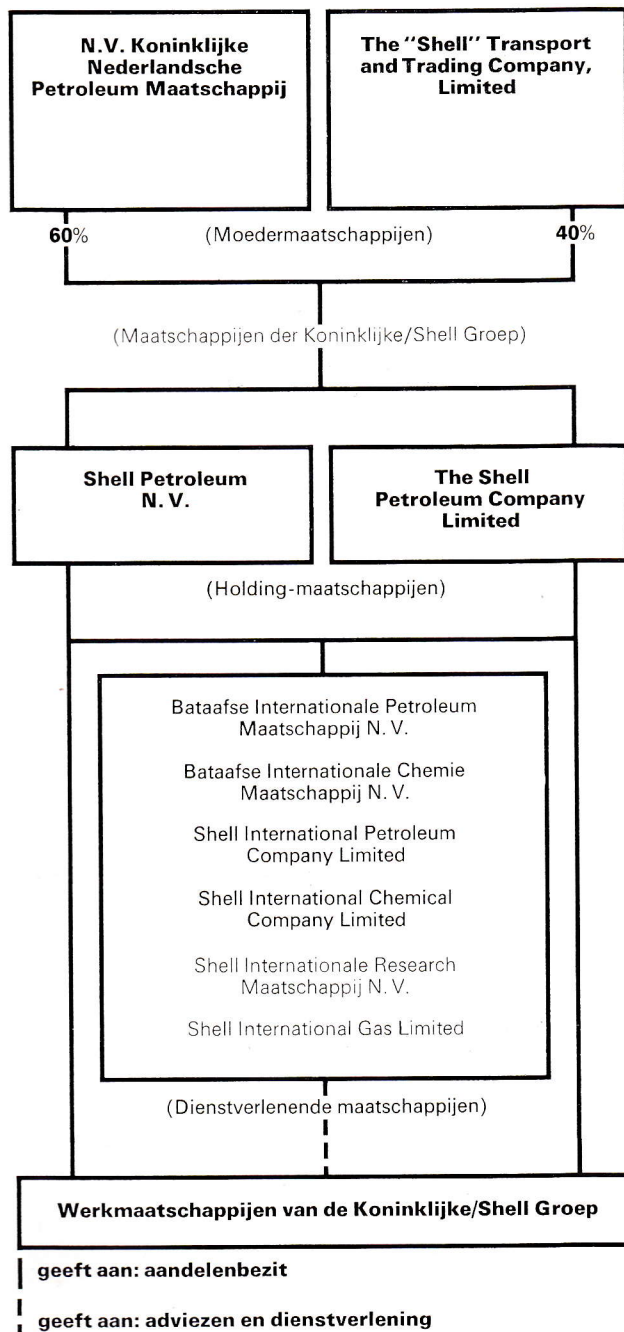 N.V. Koninklijke
Nederlandsche
Petroleum Maatschappij
The "Shell" Transport
and Trading Company,
Limited
60%
(Moedermaatschappijen)
40%
(Maatschappijen der Koninklijke/Shell Groep)
Shell Petroleum
N. V.
The Shell
Petroleum Company
Limited
(Holding-maatschappijen)
Bataafse Internationale Petroleum
Maatschappij N. V.
Bataafse Internationale Chemie
Maatschappij N. V.
Shell International Petroleum
Company Limited
Shell International Chemical
Company Limited
Shell Internationale Research
Maatschappij N. V.
Shell International Gas Limited
(Dienstverlenende maatschappijen)
Werkmaatschappijen van de Koninklijke/Shell Groep
geeft aan: aandelenbezit
geeft aan: adviezen en dienstverlening